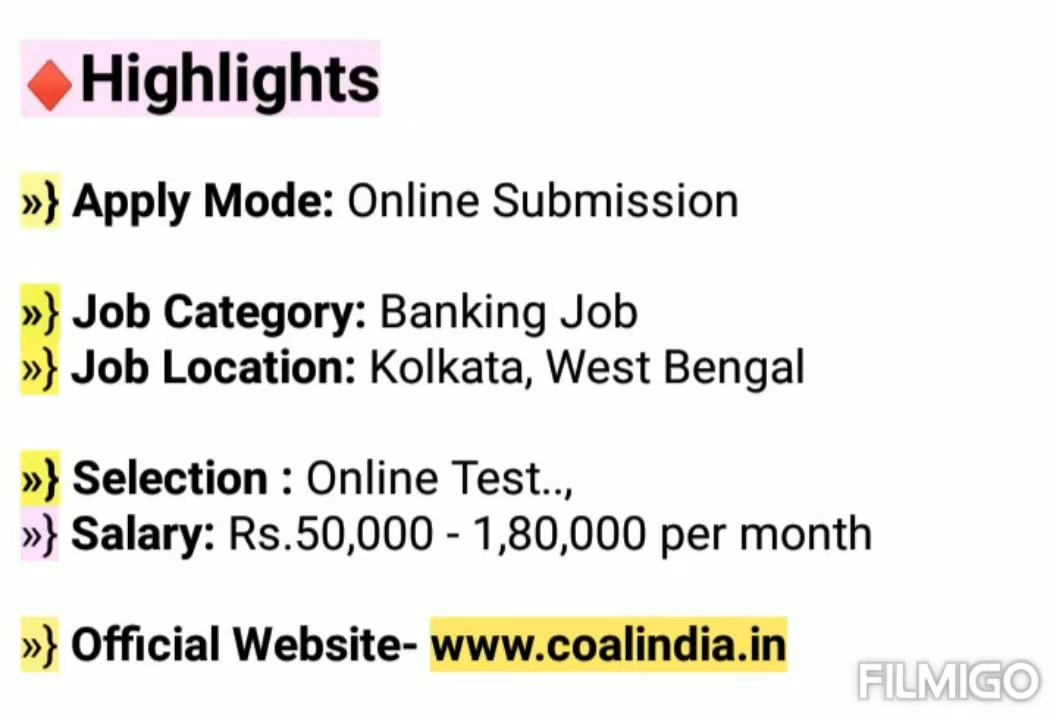 ♦Highlights
»} Apply Mode: Online Submission
»} Job Category: Banking Job
»} Job Location: Kolkata, West Bengal
»} Selection : Online Test..,
»} Salary: Rs.50,000 - 1,80,000 per month
»} Official Website- www.coalindia.in
FILMIGO